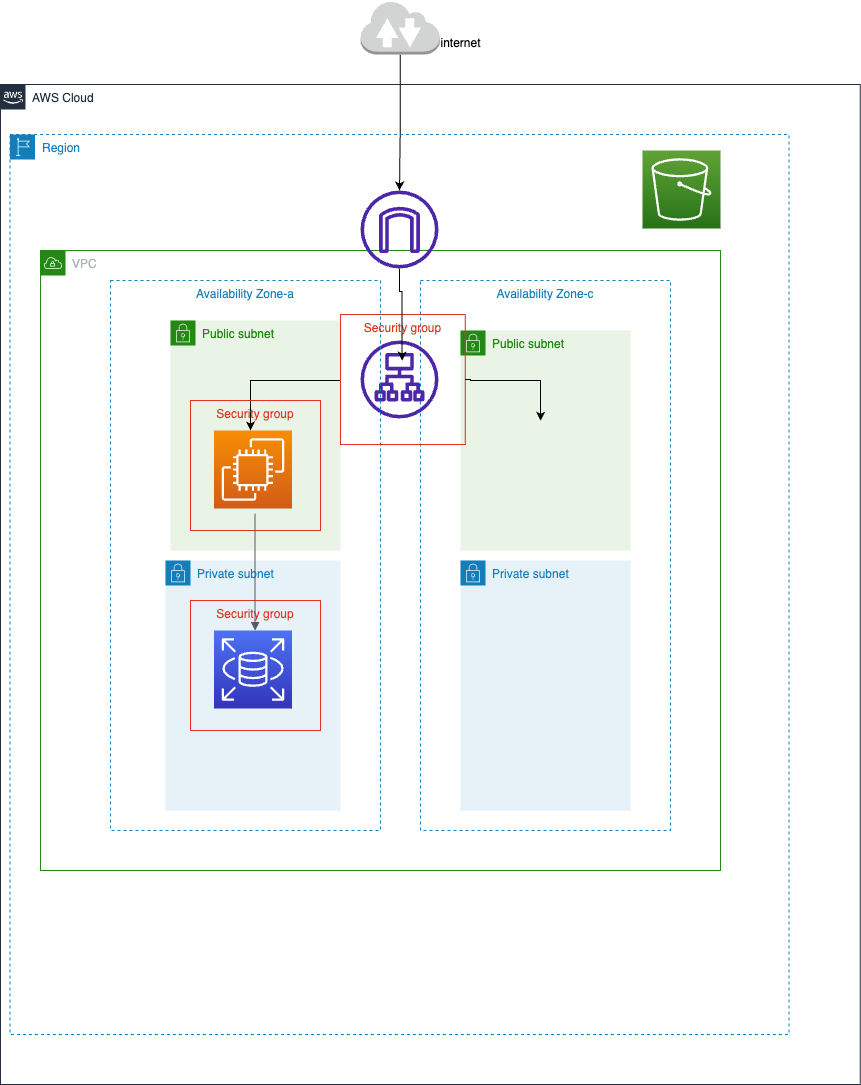 internet
aws
AWS Cloud
Region
VPC
Availability Zone-a
Availability Zone-c
Security group
Public subnet
Public subnet
Security group
Private subnet
Private subnet
Security group